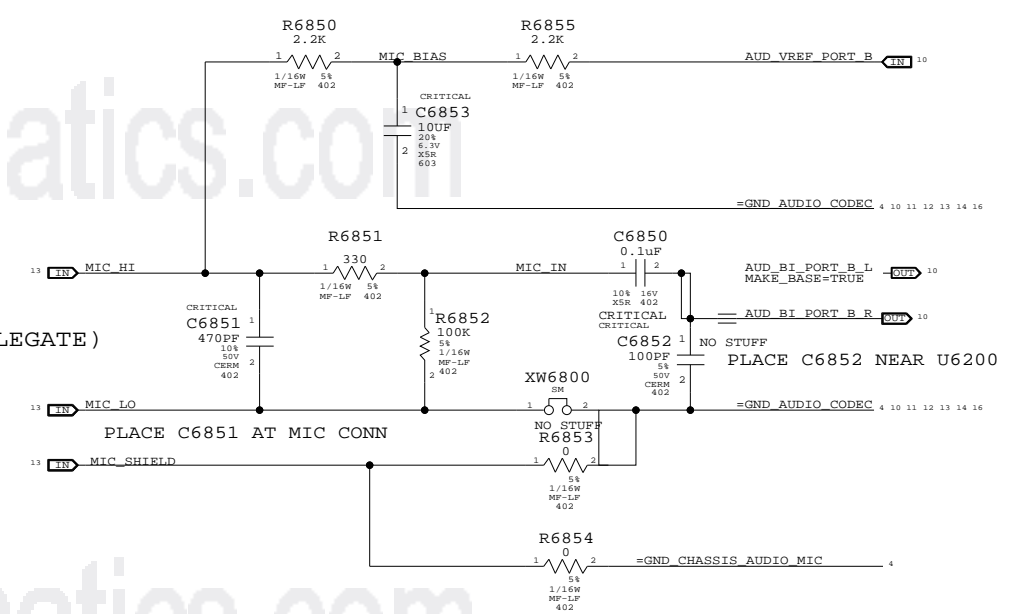 R6850
2.2K
1 2
1/16W 5%
MF-LF 402
MIC_BIAS
R6855
2.2K
1 2
1/16W 5%
MF-LF 402
AUD_VREF_PORT_B IN 10
CRITICAL
1 C6853
10UF
20%
6.3V
2 X5R
603
=GND_AUDIO_CODEC 4 10 11 12 13 14 16
atics.com
13 IN MIC_HI
R6851
330
1 2
1/16W 5%
MF-LF 402
MIC_IN
C6850
0.1uF
1 2
10% 16V
X5R 402
CRITICAL
AUD_BI_PORT_B_L OUT 10
MAKE_BASE=TRUE
AUD_BI_PORT_B_R OUT 10
CRITICAL
C6851 1
470PF
10%
50V 2
CERM
402
LEGATE)
1 R6852
100K
5%
1/16W
MF-LF
2 402
CRITICAL
C6852 1 NO STUFF
100PF
5%
50V 2
CERM
402
PLACE C6852 NEAR U6200
XW6800
SM
1 2
13 IN MIC_LO
=GND_AUDIO_CODEC 4 10 11 12 13 14 16
PLACE C6851 AT MIC CONN
NO STUFF
R6853
0
1 2
5%
1/16W
MF-LF
402
13 IN MIC_SHIELD
R6854
0
1 2
5%
1/16W
MF-LF
402
=GND_CHASSIS_AUDIO_MIC 4
matics.com